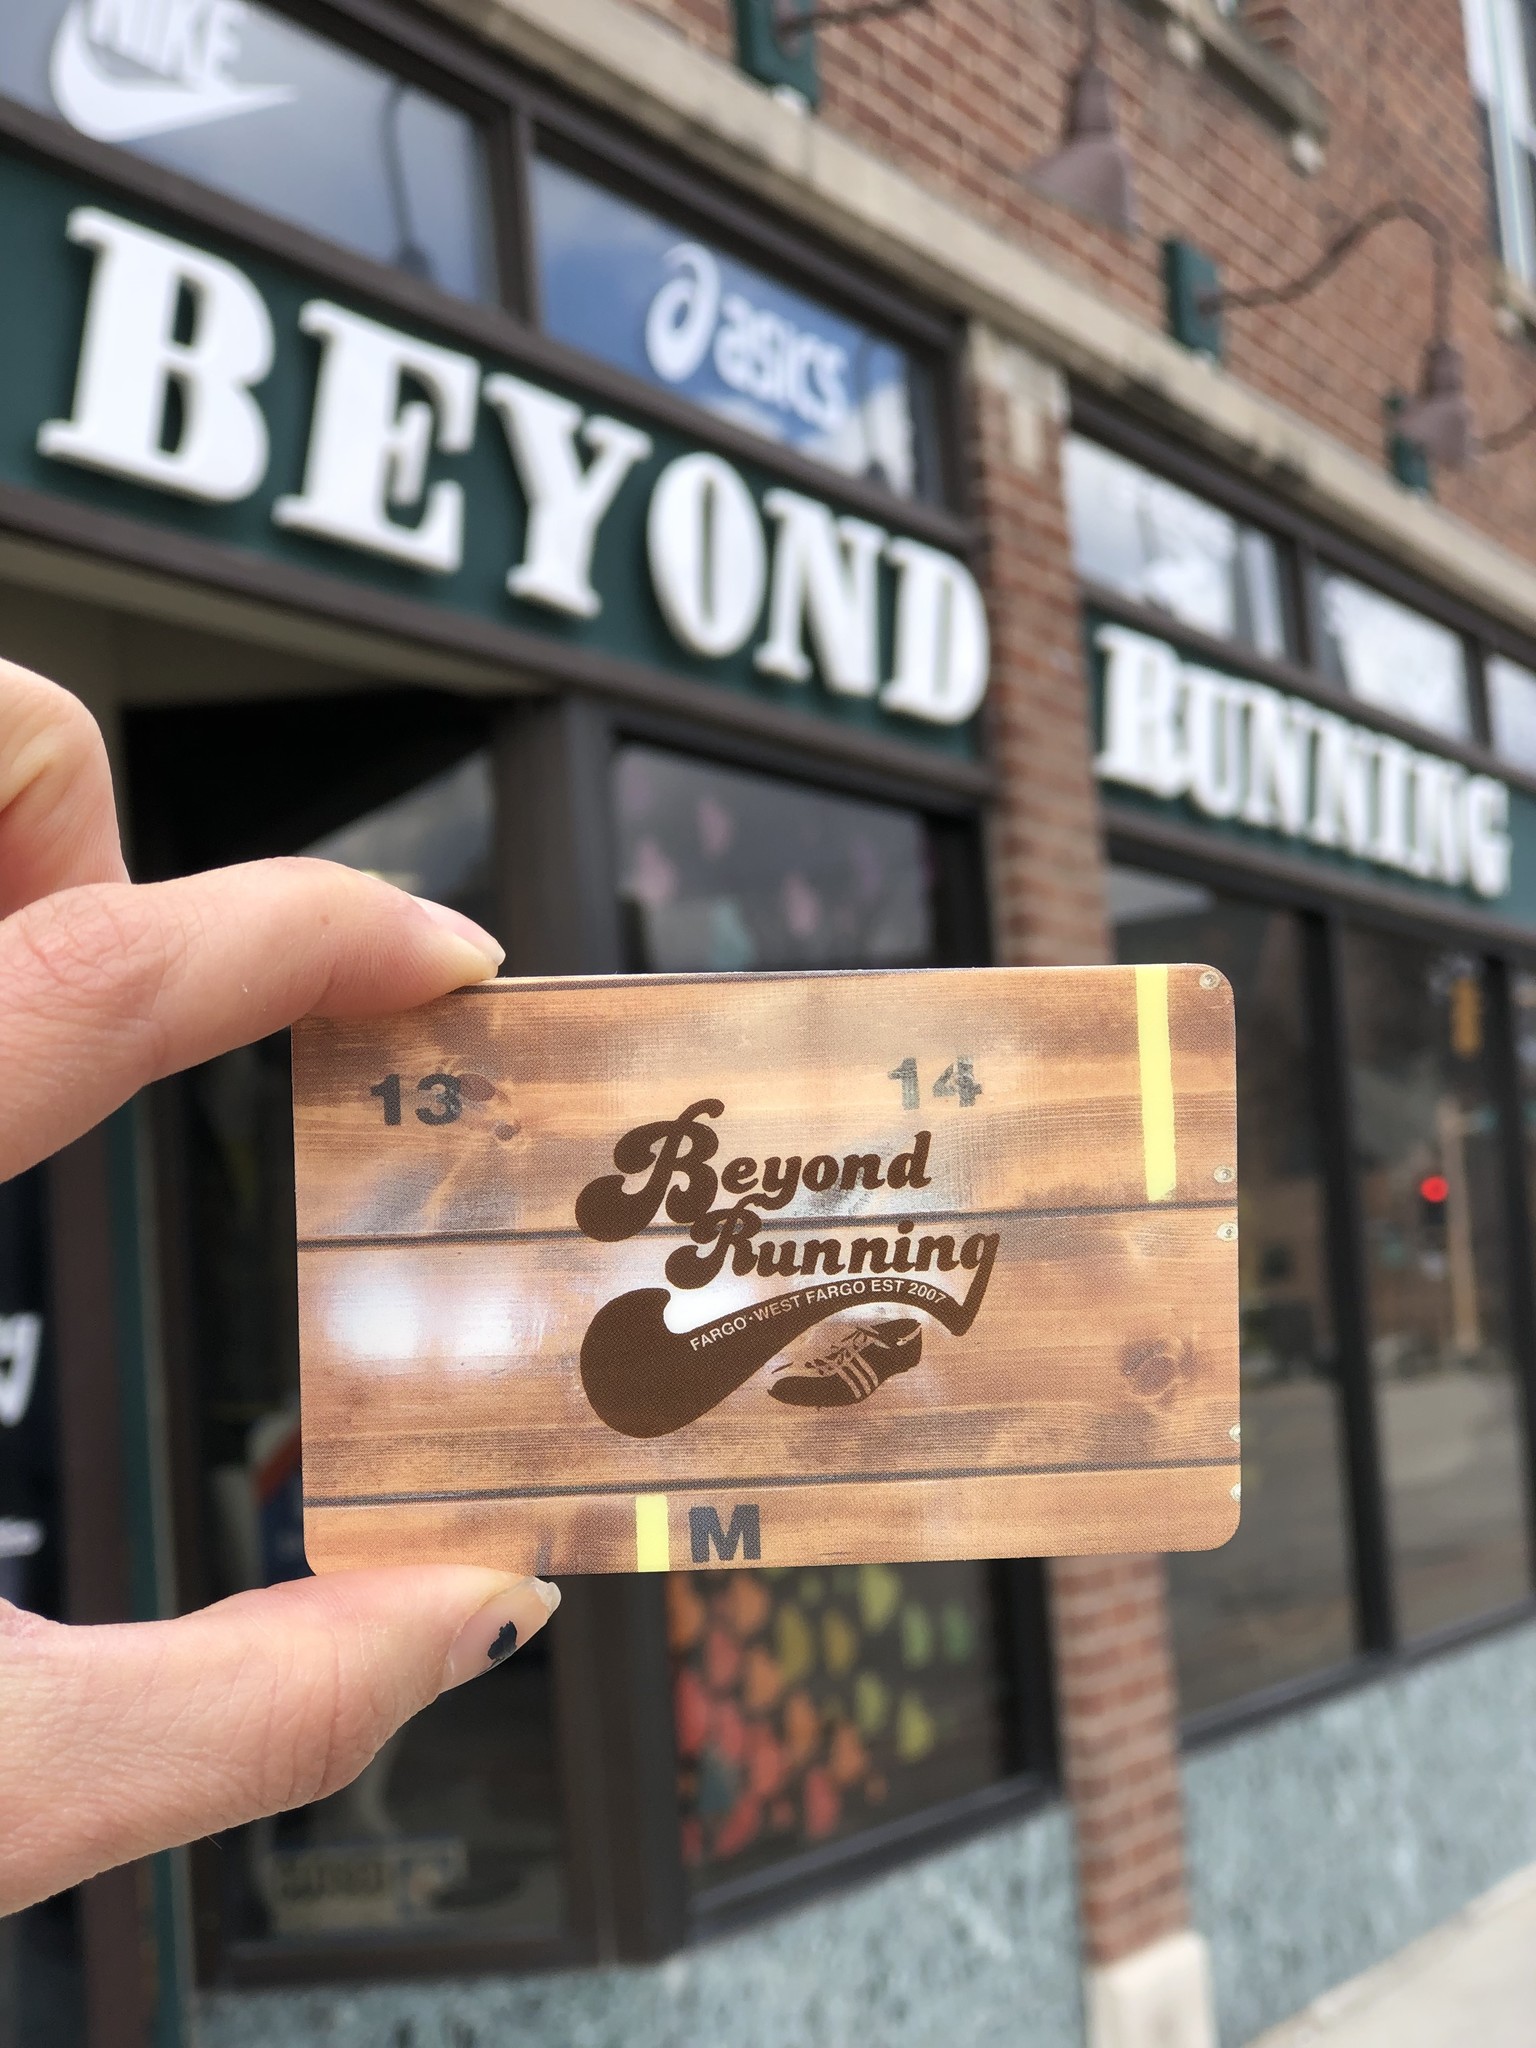 NIKE
asics
BEYOND
RUNNING
13
14
Beyond
Running
FARGO·WEST FARGO EST 2007
M